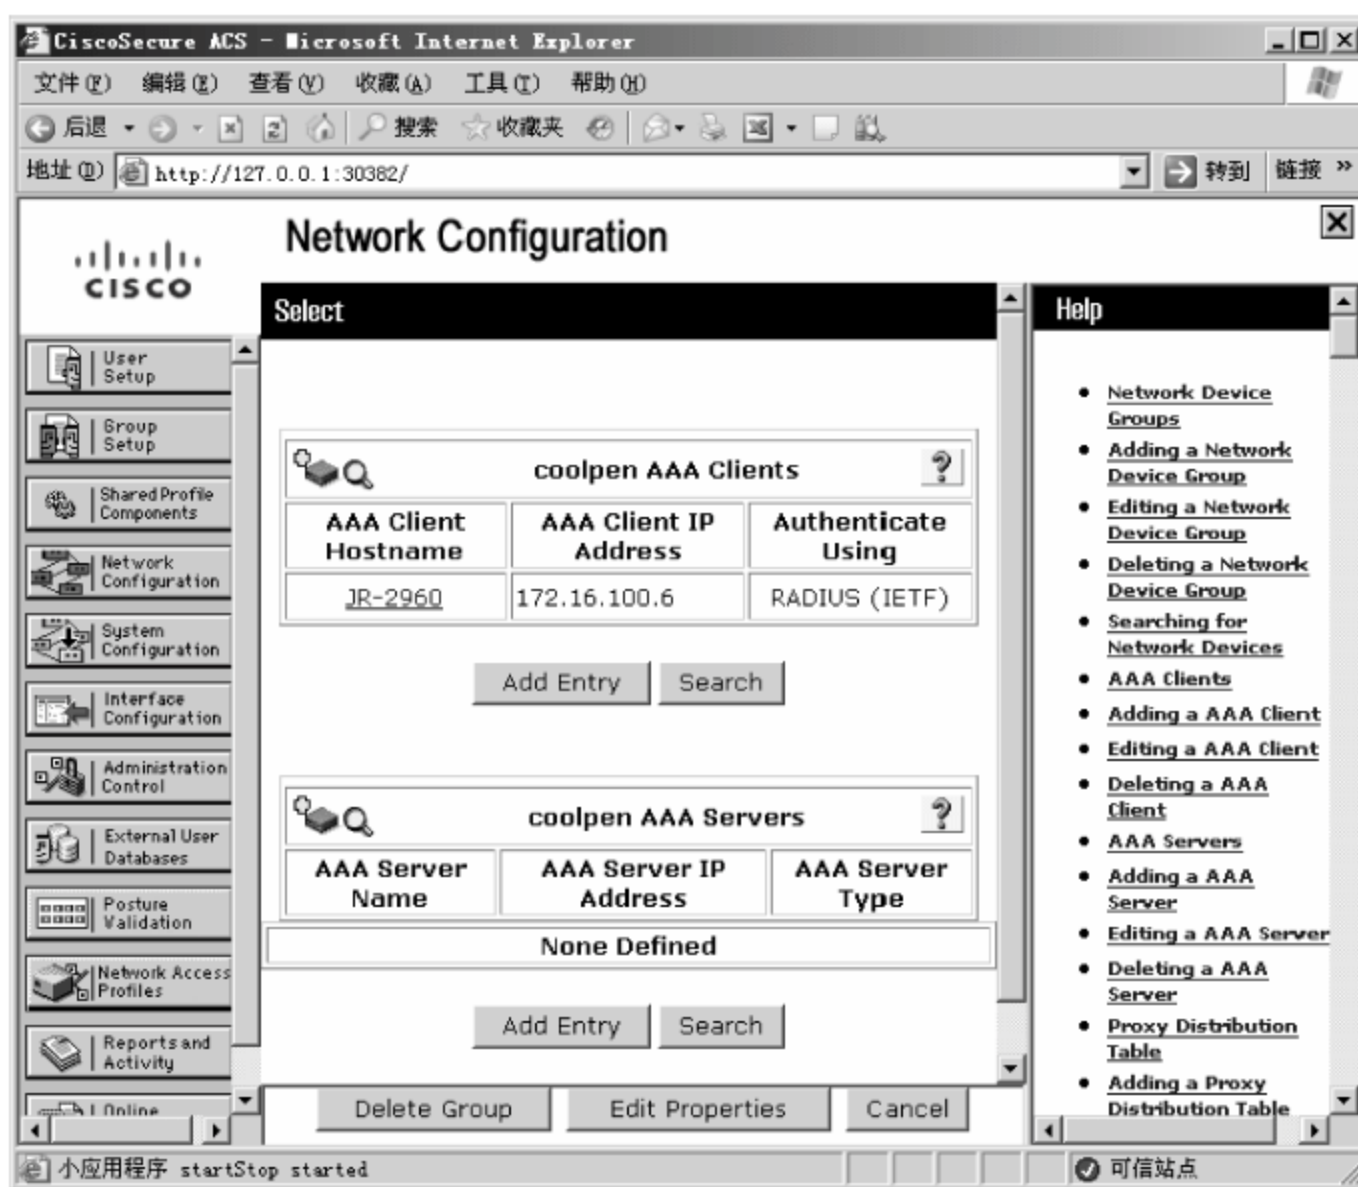 CiscoSecure ACS - Microsoft Internet Explorer
文件(F) 编辑(E) 查看(V) 收藏(A) 工具(T) 帮助(H)
后退 搜索 收藏夹
地址(D) http://127.0.0.1:30382/ 转到 链接 »
CISCO
Network Configuration
Select
Help
User
Setup
Group
Setup
Shared Profile
Components
Network
Configuration
System
Configuration
Interface
Configuration
Administration
Control
External User
Databases
Posture
Validation
Network Access
Profiles
Reports and
Activity
Online
coolpen AAA Clients ?
AAA Client Hostname
AAA Client IP Address
Authenticate Using
JR-2960 172.16.100.6 RADIUS (IETF)
Add Entry Search
coolpen AAA Servers ?
AAA Server Name
AAA Server IP Address
AAA Server Type
None Defined
Add Entry Search
Delete Group Edit Properties Cancel
Network Device
Groups
Adding a Network
Device Group
Editing a Network
Device Group
Deleting a Network
Device Group
Searching for
Network Devices
AAA Clients
Adding a AAA Client
Editing a AAA Client
Deleting a AAA
Client
AAA Servers
Adding a AAA
Server
Editing a AAA Server
Deleting a AAA
Server
Proxy Distribution
Table
Adding a Proxy
Distribution Table
小应用程序 startStop started
可信站点